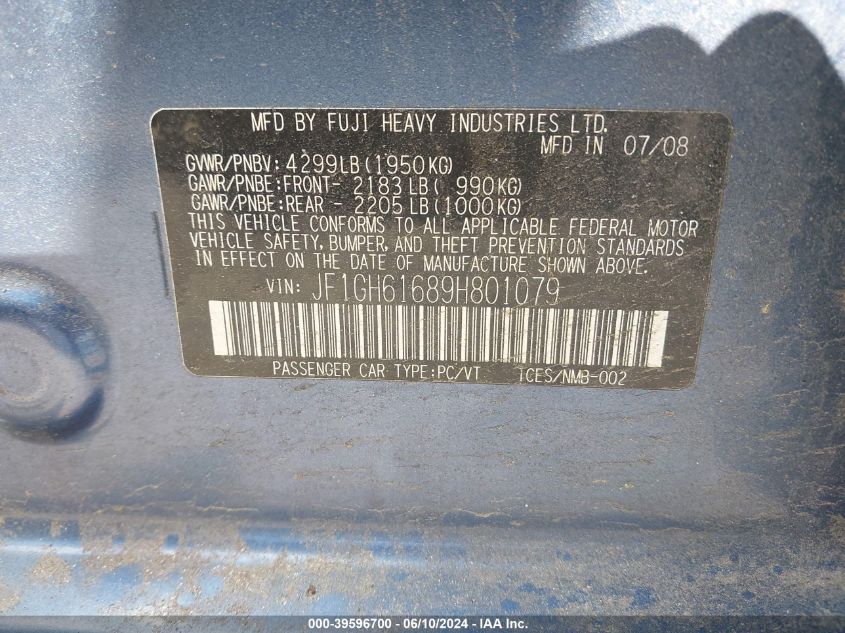 MFD BY FUJI HEAVY INDUSTRIES LTD.
MFD IN 07/08
GVWR/PNBV: 4299LB(1950KG)
GAWR/PNBE:FRONT- 2183LB( 990KG)
GAWR/PNBE:REAR - 2205LB(1000KG)
THIS VEHICLE CONFORMS TO ALL APPLICABLE FEDERAL MOTOR
VEHICLE SAFETY, BUMPER, AND THEFT PREVENTION STANDARDS
IN EFFECT ON THE DATE OF MANUFACTURE SHOWN ABOVE.
VIN: JF1GH61689H801079
PASSENGER CAR TYPE:PC/VT ICES/NMB-002
000-39596700 - 06/10/2024 - IAA Inc.